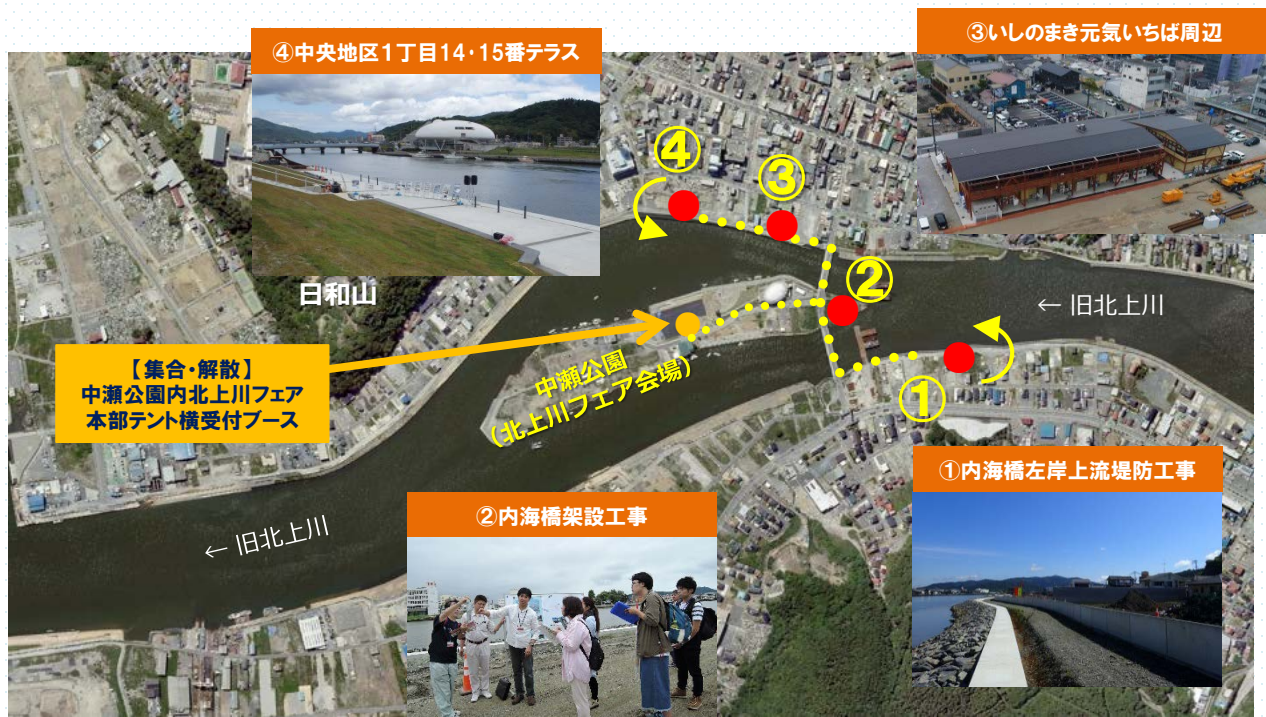 ④中央地区1丁目14・15番テラス
③いしのまき元気いちば周辺
④
③
②
①
日和山
← 旧北上川
【集合・解散】
中瀬公園内北上川フェア
本部テント横受付ブース
中瀬公園
(北上川フェア会場)
← 旧北上川
②内海橋架設工事
①内海橋左岸上流堤防工事